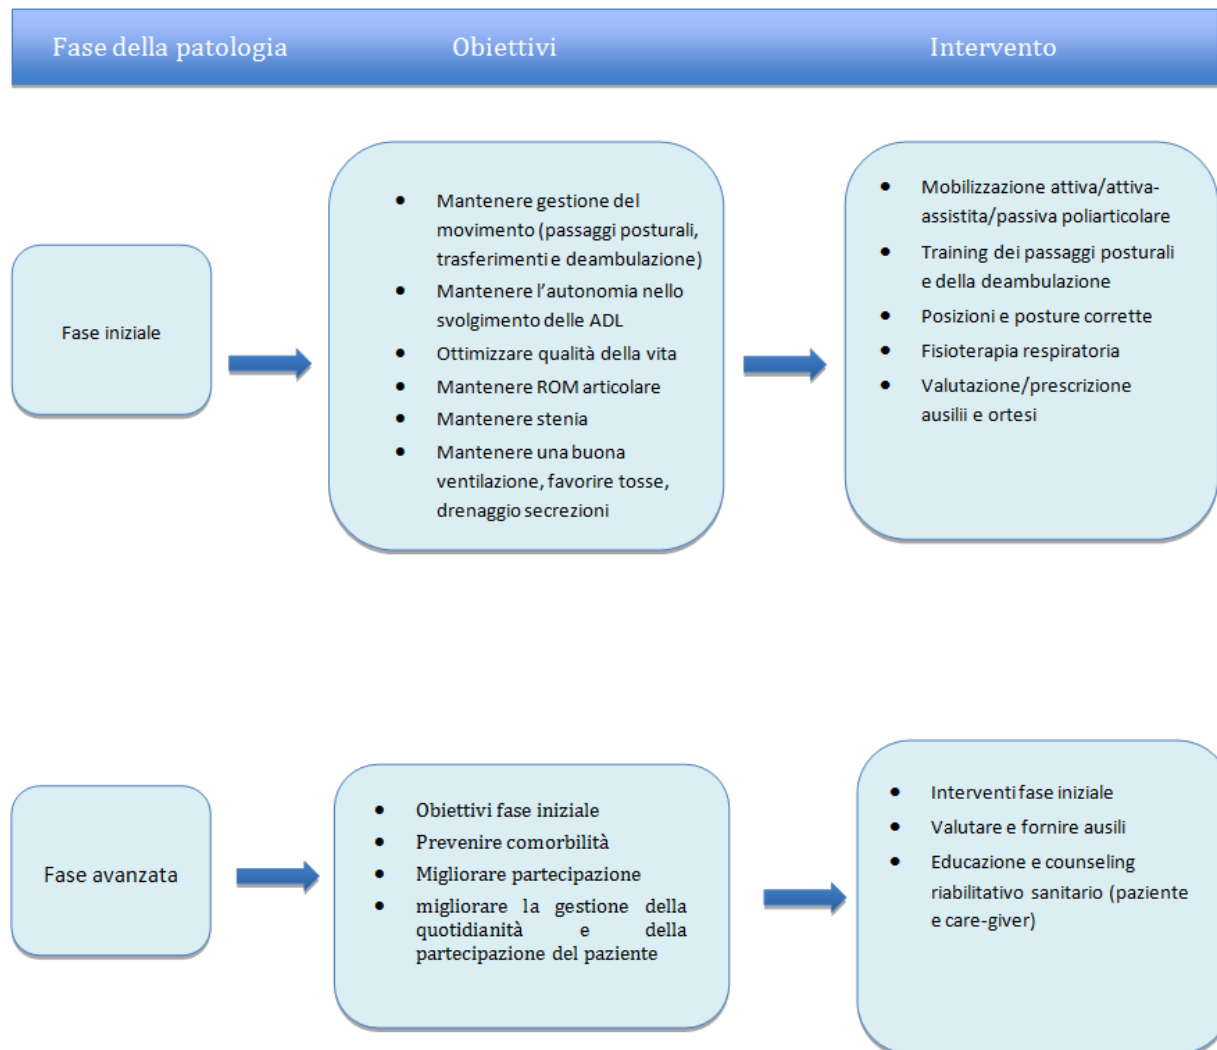 Fase della patologia Obiettivi Intervento
Fase iniziale
• Mantenere gestione del
movimento (passaggi posturali,
trasferimenti e deambulazione)
• Mantenere l'autonomia nello
svolgimento delle ADL
• Ottimizzare qualità della vita
• Mantenere ROM articolare
• Mantenere stenia
• Mantenere una buona
ventilazione, favorire tosse,
drenaggio secrezioni
• Mobilizzazione attiva/attiva-
assistita/passiva poliarticolare
• Training dei passaggi posturali
e della deambulazione
• Posizioni e posture corrette
• Fisioterapia respiratoria
• Valutazione/prescrizione
ausilii e ortesi
Fase avanzata
• Obiettivi fase iniziale
• Prevenire comorbilità
• Migliorare partecipazione
• migliorare la gestione della
quotidianità e della
partecipazione del paziente
• Interventi fase iniziale
• Valutare e fornire ausili
• Educazione e counseling
riabilitativo sanitario (paziente
e care-giver)